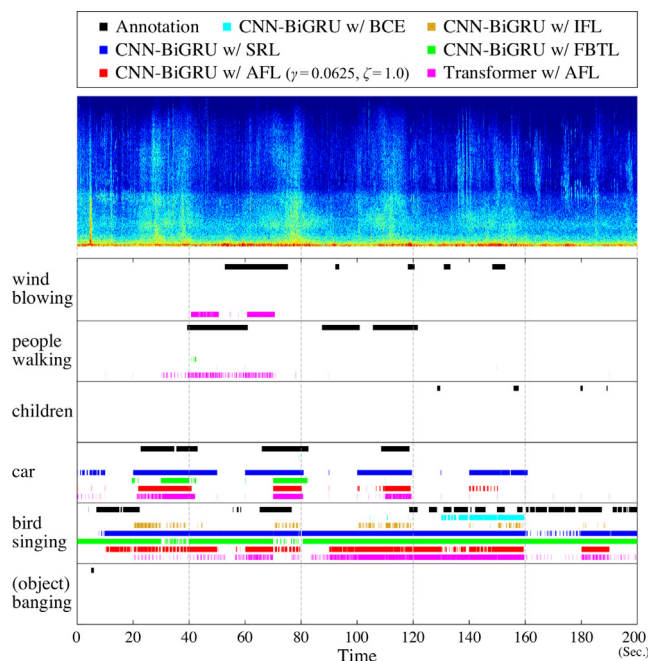 Annotation
CNN-BiGRU w/ BCE
CNN-BiGRU w/ IFL
CNN-BiGRU w/ SRL
CNN-BiGRU w/ FBTL
CNN-BiGRU w/ AFL (γ=0.0625, ζ=1.0)
Transformer w/ AFL
wind
blowing
people
walking
children
car
bird
singing
(object)
banging
0 20 40 60 80 100 120 140 160 180 200
Time
(Sec.)